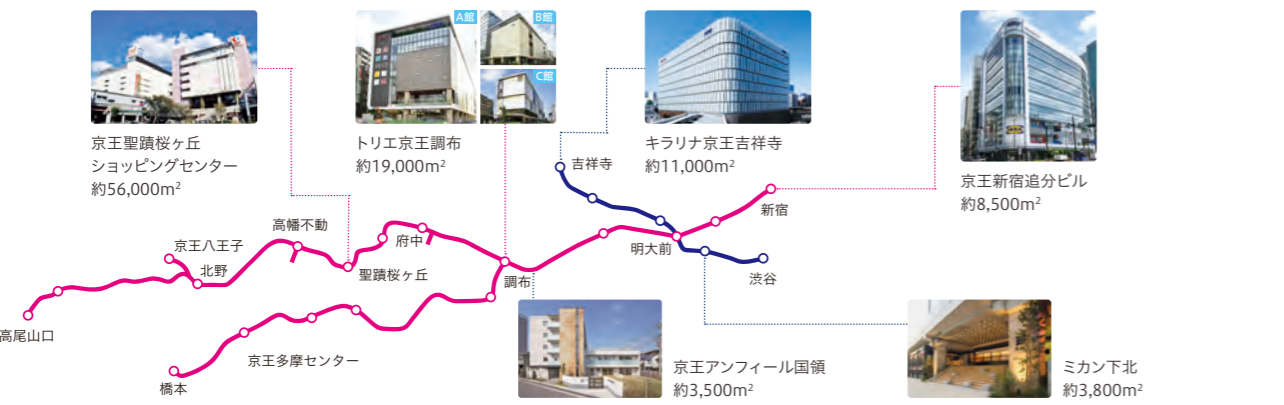 A館
B館
C館
京王聖蹟桜ヶ丘
ショッピングセンター
約56,000m²
トリエ京王調布
約19,000m²
キラリナ京王吉祥寺
約11,000m²
京王新宿追分ビル
約8,500m²
吉祥寺
新宿
高幡不動
京王八王子
府中
北野
明大前
聖蹟桜ヶ丘
調布
渋谷
高尾山口
京王多摩センター
橋本
京王アンフィール国領
約3,500m²
ミカン下北
約3,800m²